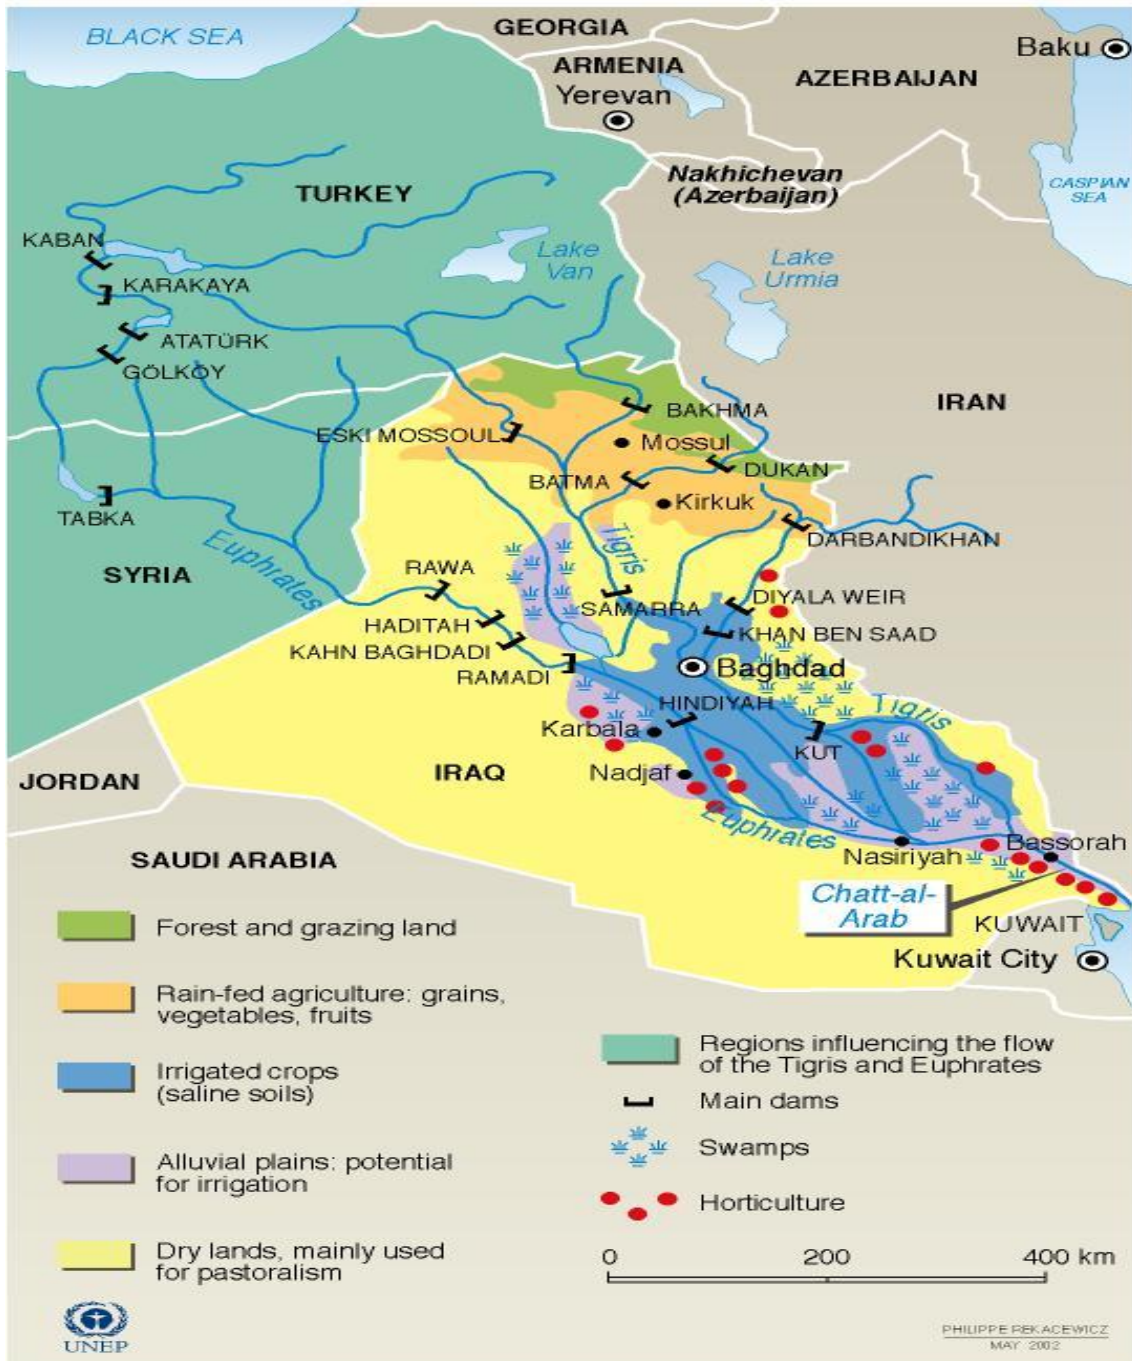 BLACK SEA
GEORGIA
Baku
ARMENIA
AZERBAIJAN
Yerevan
Nakhichevan
(Azerbaijan)
CASPIAN
SEA
TURKEY
KABAN
Lake
Van
Lake
Urmia
KARAKAYA
ATATÜRK
GÖLKÖY
IRAN
BAKHMA
ESKI MOSSOUL
Mossul
DUKAN
BATMA
Kirkuk
TABKA
Euphrates
Tigris
DARBANDIKHAN
SYRIA
RAWA
DIYALA WEIR
SAMARRA
HADITAH
KHAN BEN SAAD
KAHN BAGHDADI
Baghdad
RAMADI
HINDIYAH
Tigris
Karbala
KUT
IRAQ
Nadjaf
JORDAN
Euphrates
Bassorah
Nasiriyah
SAUDI ARABIA
Chatt-al-
Arab
KUWAIT
Kuwait City
Forest and grazing land
Rain-fed agriculture: grains,
vegetables, fruits
Irrigated crops
(saline soils)
Alluvial plains: potential
for irrigation
Dry lands, mainly used
for pastoralism
Regions influencing the flow
of the Tigris and Euphrates
Main dams
Swamps
Horticulture
0 200 400 km
UNEP
PHILIPPE REKACEWICZ
MAY 2002